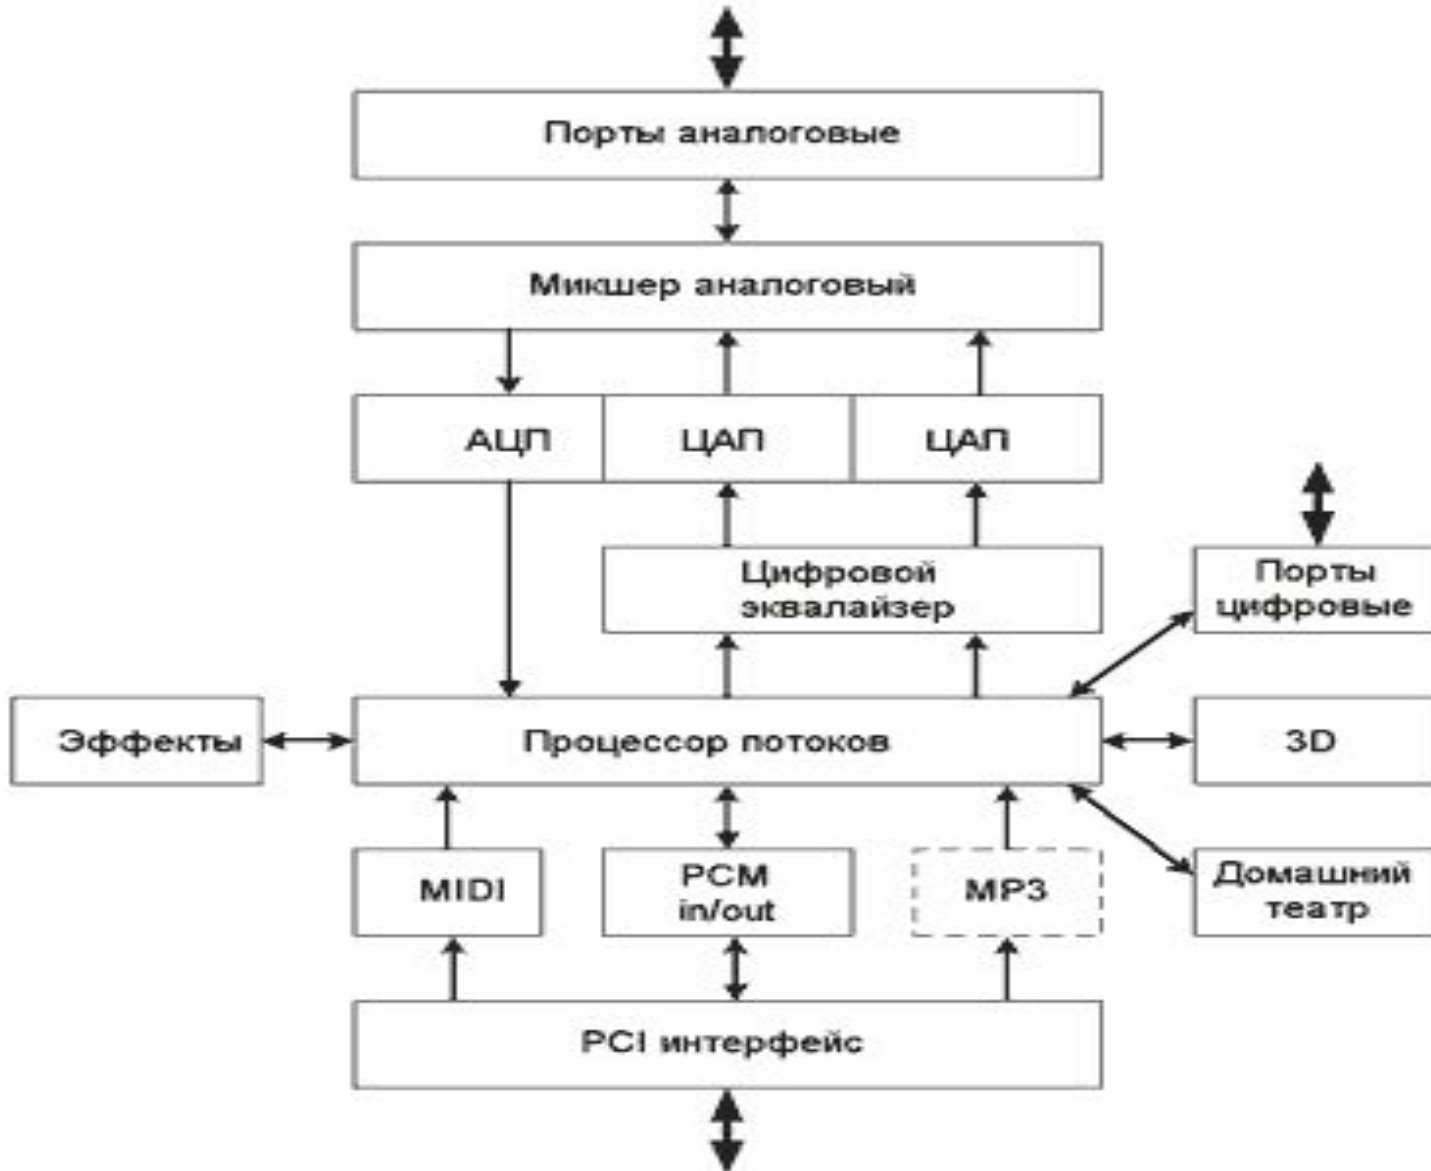 Порты аналоговые
Микшер аналоговый
АЦП
ЦАП
ЦАП
Цифровой
эквалайзер
Порты
цифровые
Эффекты
Процессор потоков
3D
MIDI
PCM
in/out
MP3
Домашний
театр
PCI интерфейс